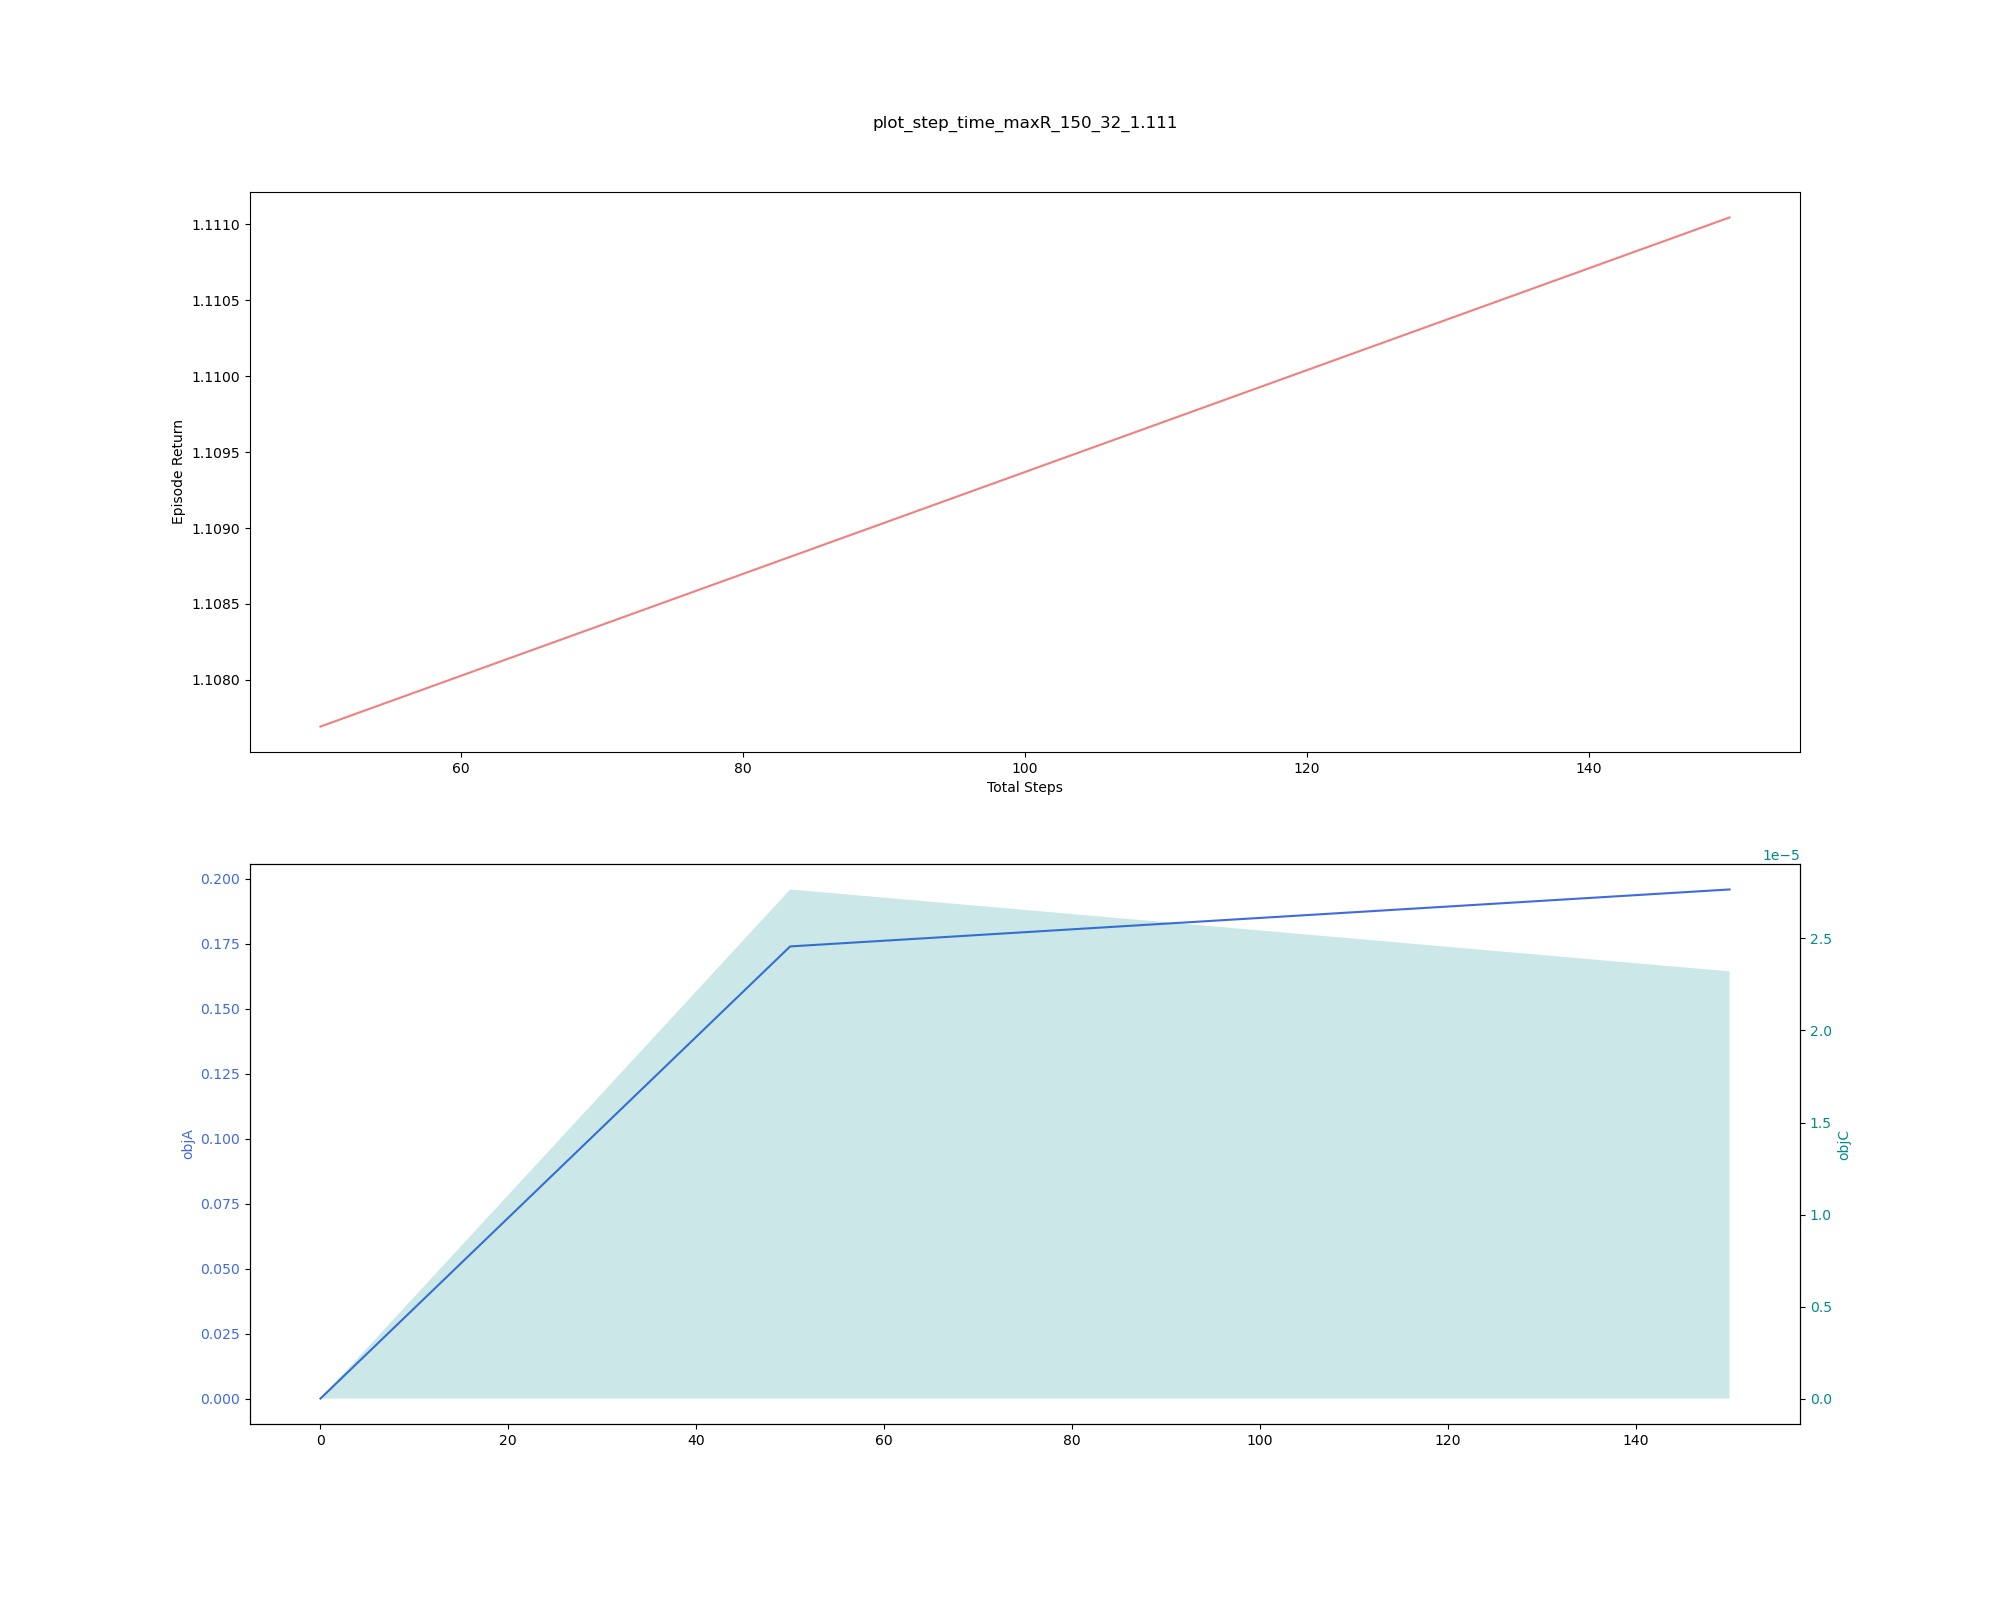 plot_step_time_maxR_150_32_1.111
1.1110
1.1105
1.1100
1.1095
1.1090
1.1085
1.1080
Episode Return
60 80 100 120 140
Total Steps
1e−5
0.200
0.175
0.150
0.125
0.100
0.075
0.050
0.025
0.000
objA
2.5
2.0
1.5
1.0
0.5
0.0
objC
0 20 40 60 80 100 120 140